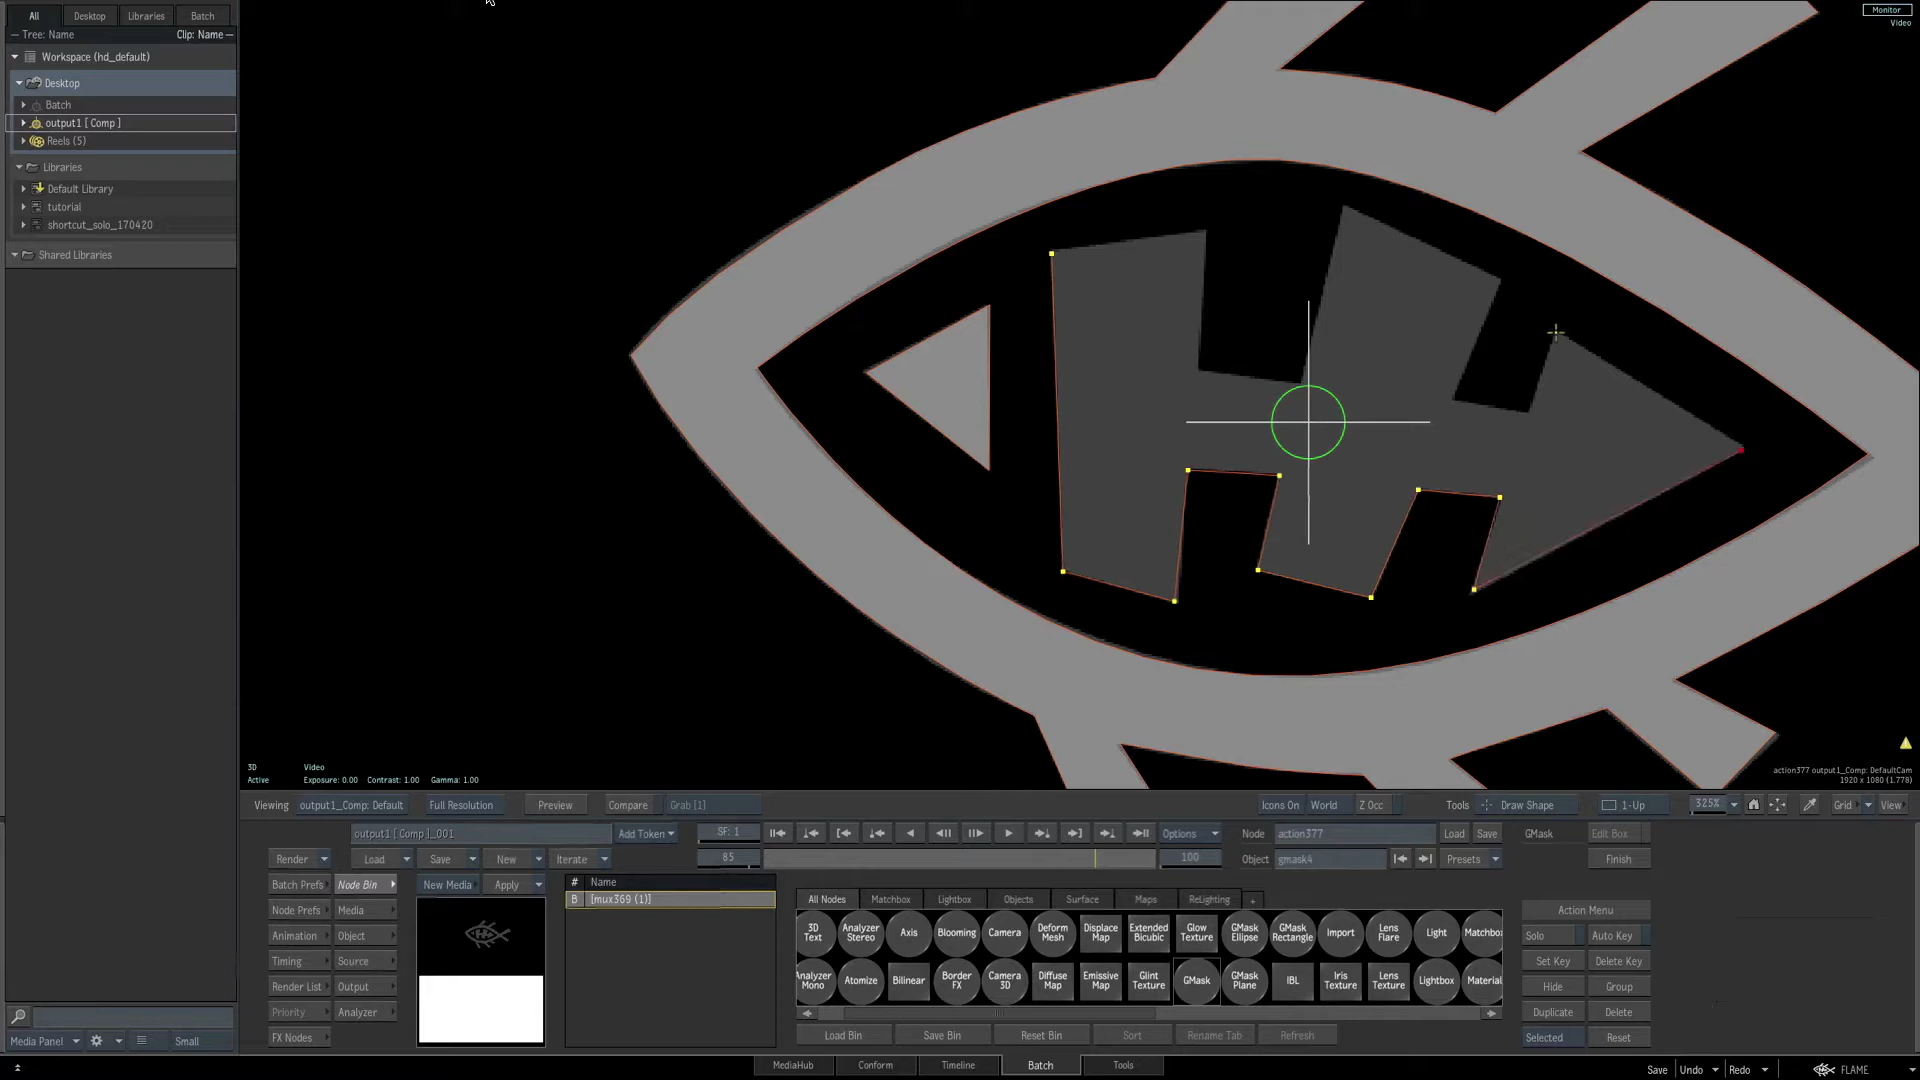 All Desktop Libraries Batch
Tree: Name Clip: Name
Workspace (hd_default)
Desktop
Batch
output1 [ Comp ]
Reels (5)
Libraries
Default Library
tutorial
shortcut_solo_170420
Shared Libraries
Media Panel Small
Monitor
Video
3D Video
Active Exposure: 0.00 Contrast: 1.00 Gamma: 1.00
action377 output1_Comp: DefaultCam
1920 x 1080 (1.778)
Viewing output1_Comp: Default Full Resolution Preview Compare Grab [1] Icons On World Z Occ Tools Draw Shape 1-Up 325% Grid View
output1 [ Comp ]_001 Add Token SF: 1 Options Node action377 Load Save GMask Edit Box
Render Load Save New Iterate 85 100 Object gmask4 Presets Finish
Batch Prefs Node Bin New Media Apply # Name
B [mux369 (1)]
All Nodes Matchbox Lightbox Objects Surface Maps ReLighting +
Node Prefs Media
Animation Object
Timing Source
Render List Output
Priority Analyzer
FX Nodes
3D Text Analyzer Stereo Axis Blooming Camera Deform Mesh Displace Map Extended Bicubic Glow Texture GMask Ellipse GMask Rectangle Import Lens Flare Light Matchbox
Analyzer Mono Atomize Bilinear Border FX Camera 3D Diffuse Map Emissive Map Glint Texture GMask GMask Plane IBL Iris Texture Lens Texture Lightbox Material
Load Bin Save Bin Reset Bin Sort Rename Tab Refresh
Action Menu
Solo Auto Key
Set Key Delete Key
Hide Group
Duplicate Delete
Selected Reset
MediaHub Conform Timeline Batch Tools
Save Undo Redo FLAME